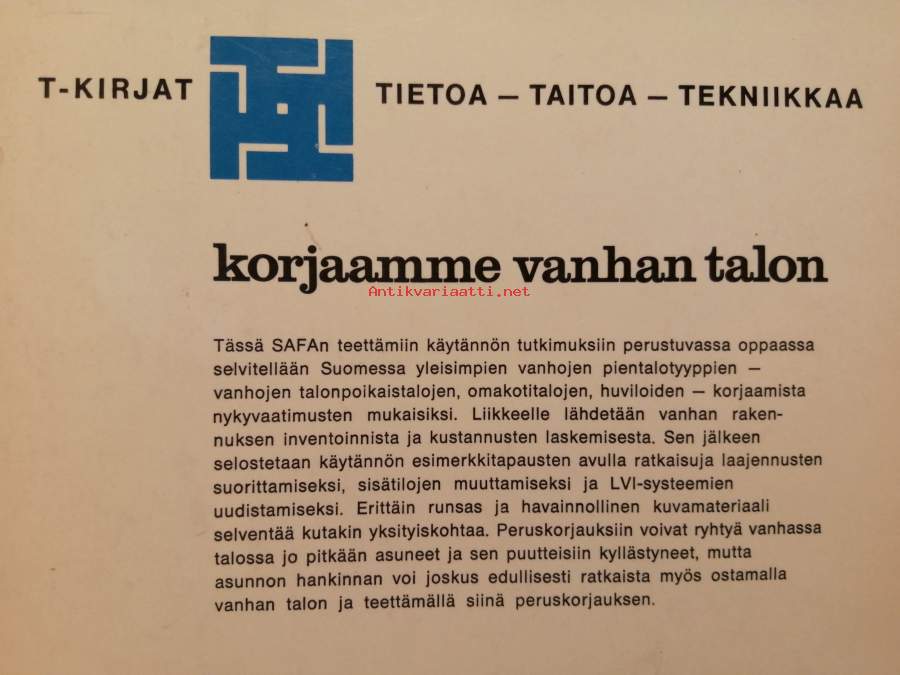 T-KIRJAT TIETOA – TAITOA – TEKNIIKKAA
korjaamme vanhan talon
Antikvariaatti.net
Tässä SAFAn teettämiin käytännön tutkimuksiin perustuvassa oppaassa
selvitellään Suomessa yleisimpien vanhojen pientalotyyppien –
vanhojen talonpoikaistalojen, omakotitalojen, huviloiden – korjaamista
nykyvaatimusten mukaisiksi. Liikkeelle lähdetään vanhan raken-
nuksen inventoinnista ja kustannusten laskemisesta. Sen jälkeen
selostetaan käytännön esimerkkitapausten avulla ratkaisuja laajennusten
suorittamiseksi, sisätilojen muuttamiseksi ja LVI-systeemien
uudistamiseksi. Erittäin runsas ja havainnollinen kuvamateriaali
selventää kutakin yksityiskohtaa. Peruskorjauksiin voivat ryhtyä vanhassa
talossa jo pitkään asuneet ja sen puutteisiin kyllästyneet, mutta
asunnon hankinnan voi joskus edullisesti ratkaista myös ostamalla
vanhan talon ja teettämällä siinä peruskorjauksen.